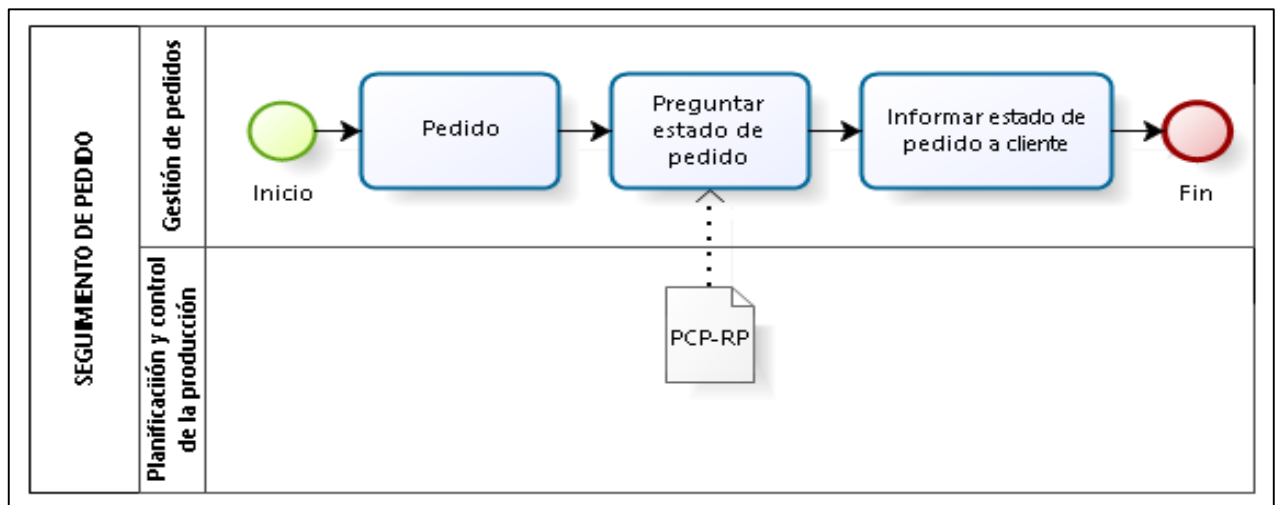 SEGUIMIENTO DE PEDIDO
Gestión de pedidos
Inicio
Pedido
Preguntar
estado de
pedido
Informar estado de
pedido a cliente
Fin
Planificaciión y control
de la producción
PCP-RP